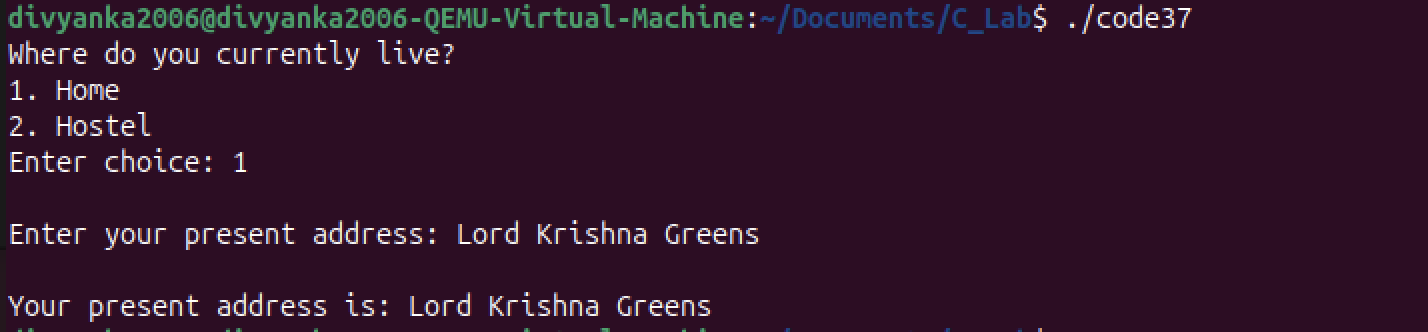 divyanka2006@divyanka2006-QEMU-Virtual-Machine:~/Documents/C_Lab$ ./code37
Where do you currently live?
1. Home
2. Hostel
Enter choice: 1
Enter your present address: Lord Krishna Greens
Your present address is: Lord Krishna Greens